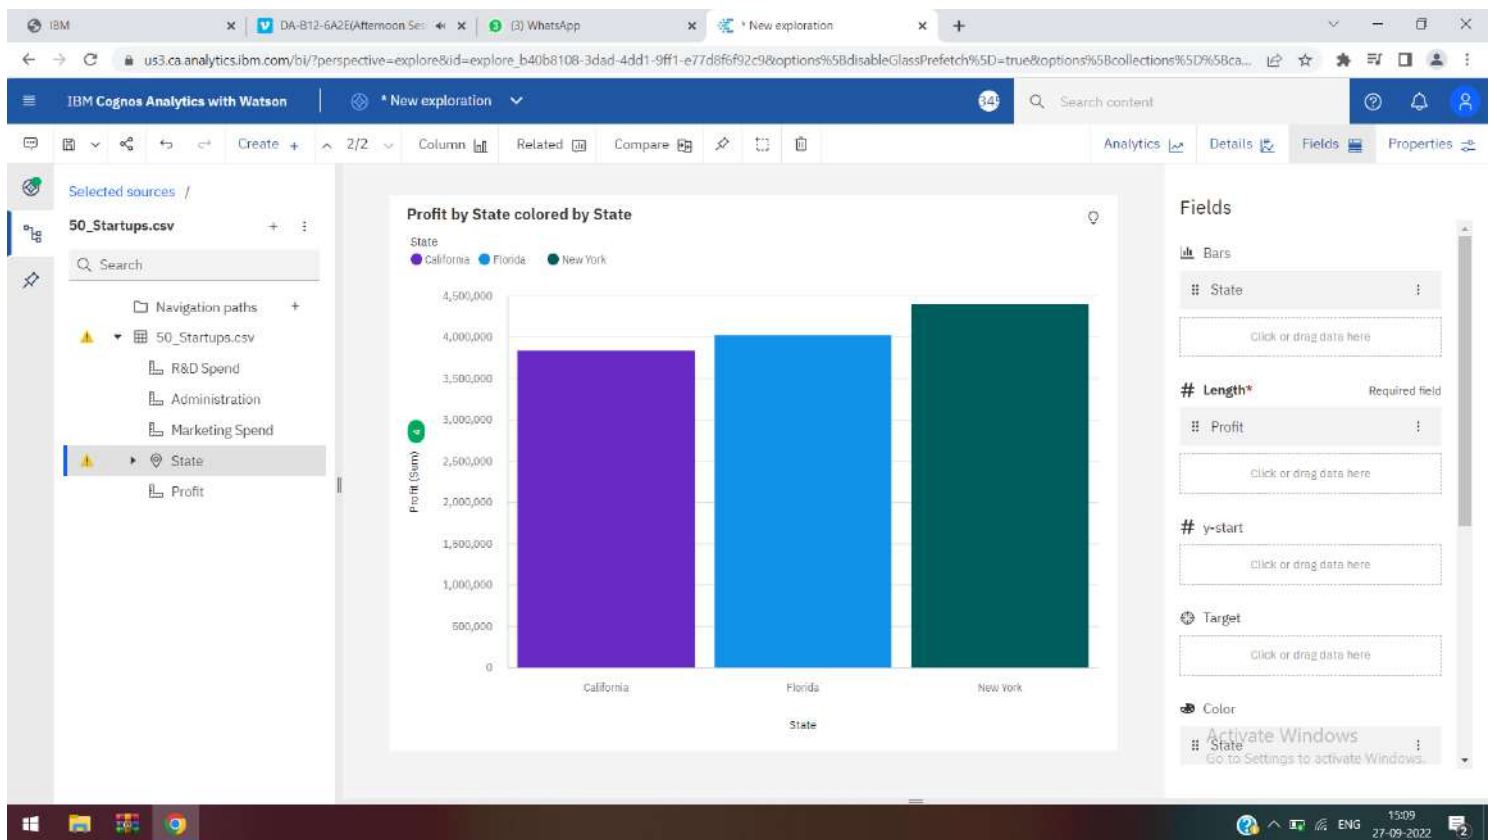 IBM
DA-B12-6A2E(Afternoon Ses
(3) WhatsApp
* New exploration
us3.ca.analytics.ibm.com/bi/?perspective=explore&id=explore_b40b8108-3dad-4dd1-9ff1-e77d8f6f92c9&options%5BdisableGlassPrefetch%5D=true&options%5Bcollections%5D%5Bca...
IBM Cognos Analytics with Watson
* New exploration
Search content
Create
2/2
Column
Related
Compare
Analytics
Details
Fields
Properties
Selected sources /
50_Startups.csv
Search
Navigation paths
50_Startups.csv
R&D Spend
Administration
Marketing Spend
State
Profit
Profit by State colored by State
State
California
Florida
New York
4,500,000
4,000,000
3,500,000
3,000,000
2,500,000
2,000,000
1,500,000
1,000,000
500,000
0
Profit (Sum)
California
Florida
New York
State
Fields
Bars
State
Click or drag data here
Length*
Required field
Profit
Click or drag data here
y-start
Click or drag data here
Target
Click or drag data here
Color
State
Activate Windows
Go to Settings to activate Windows.
ENG
15:09
27-09-2022
2